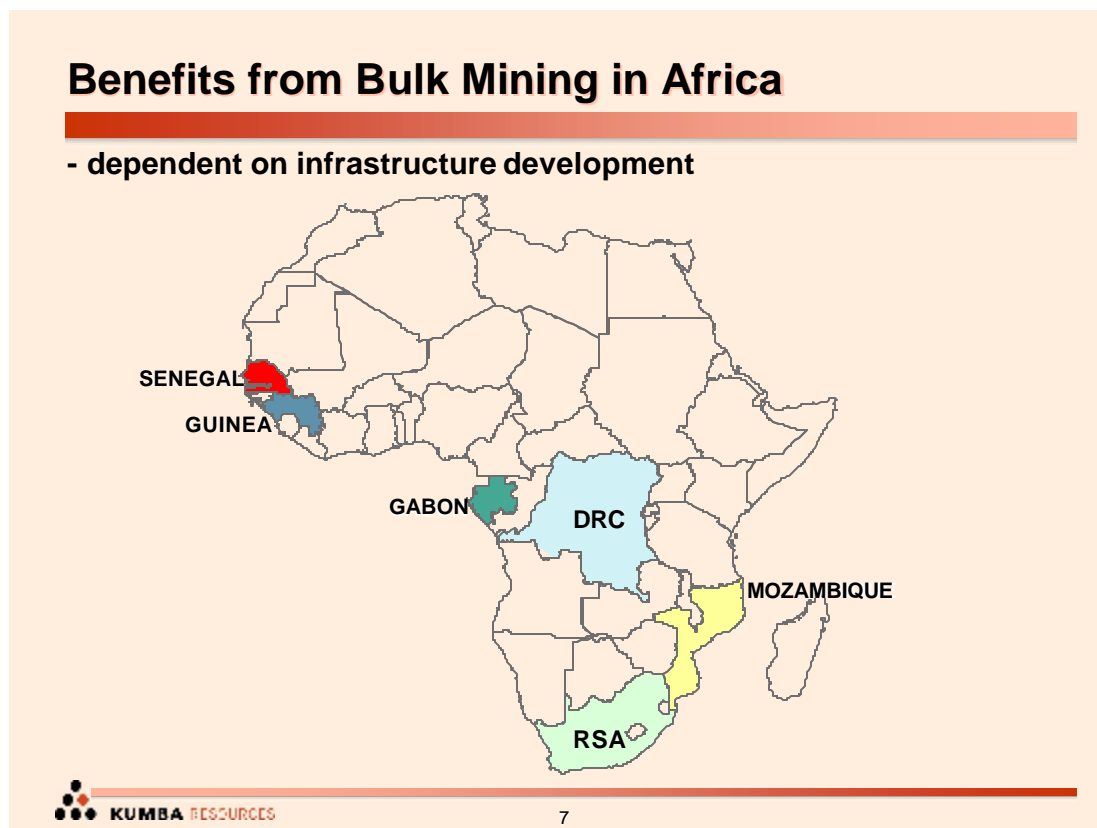 Benefits from Bulk Mining in Africa
- dependent on infrastructure development
SENEGAL
GUINEA
GABON
DRC
MOZAMBIQUE
RSA
KUMBA RESOURCES
7